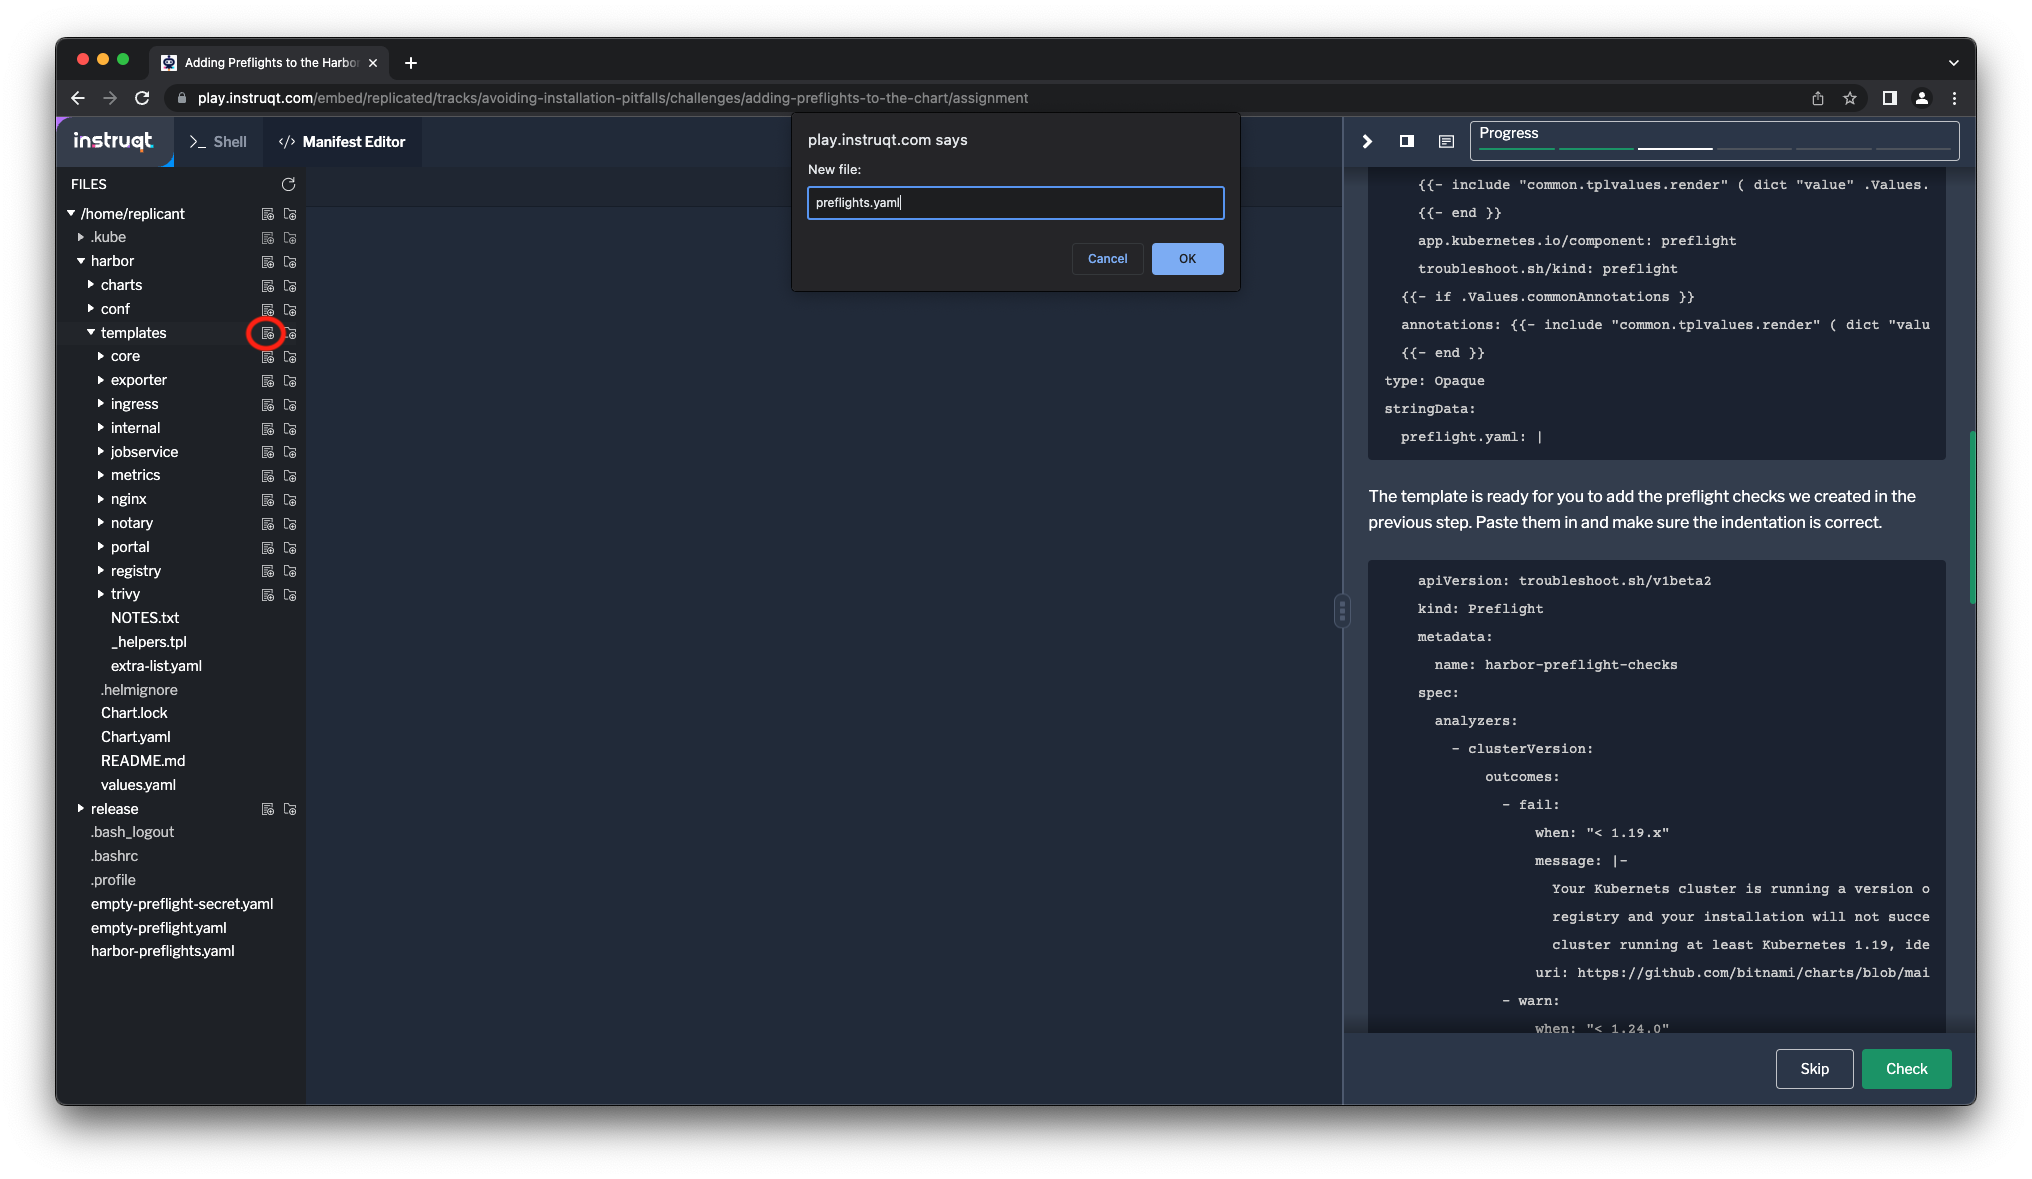 Adding Preflights to the Harbo
play.instruqt.com/embed/replicated/tracks/avoiding-installation-pitfalls/challenges/adding-preflights-to-the-chart/assignment
instruqt
>_ Shell
</> Manifest Editor
play.instruqt.com says
New file:
preflights.yaml
Cancel
OK
FILES
/home/replicant
.kube
harbor
charts
conf
templates
core
exporter
ingress
internal
jobservice
metrics
nginx
notary
portal
registry
trivy
NOTES.txt
_helpers.tpl
extra-list.yaml
.helmignore
Chart.lock
Chart.yaml
README.md
values.yaml
release
.bash_logout
.bashrc
.profile
empty-preflight-secret.yaml
empty-preflight.yaml
harbor-preflights.yaml
Progress
{{- include "common.tplvalues.render" ( dict "value" .Values.
{{- end }}
app.kubernetes.io/component: preflight
troubleshoot.sh/kind: preflight
{{- if .Values.commonAnnotations }}
annotations: {{- include "common.tplvalues.render" ( dict "valu
{{- end }}
type: Opaque
stringData:
preflight.yaml: |
The template is ready for you to add the preflight checks we created in the
previous step. Paste them in and make sure the indentation is correct.
apiVersion: troubleshoot.sh/v1beta2
kind: Preflight
metadata:
name: harbor-preflight-checks
spec:
analyzers:
- clusterVersion:
outcomes:
- fail:
when: "< 1.19.x"
message: |-
Your Kubernets cluster is running a version o
registry and your installation will not succe
cluster running at least Kubernetes 1.19, ide
uri: https://github.com/bitnami/charts/blob/mai
- warn:
when: "< 1.24.0"
Skip
Check